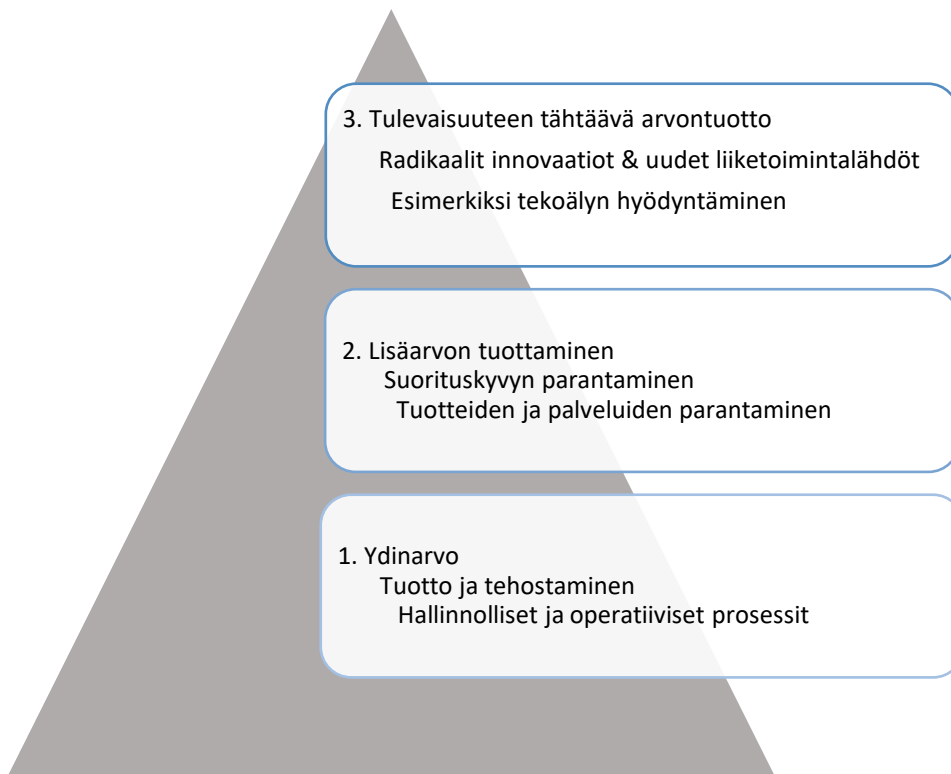 3. Tulevaisuuteen tähtäävä arvontuotto
Radikaalit innovaatiot & uudet liiketoimintalähdöt
Esimerkiksi tekoälyn hyödyntäminen
2. Lisäarvon tuottaminen
Suorituskyvyn parantaminen
Tuotteiden ja palveluiden parantaminen
1. Ydinarvo
Tuotto ja tehostaminen
Hallinnolliset ja operatiiviset prosessit